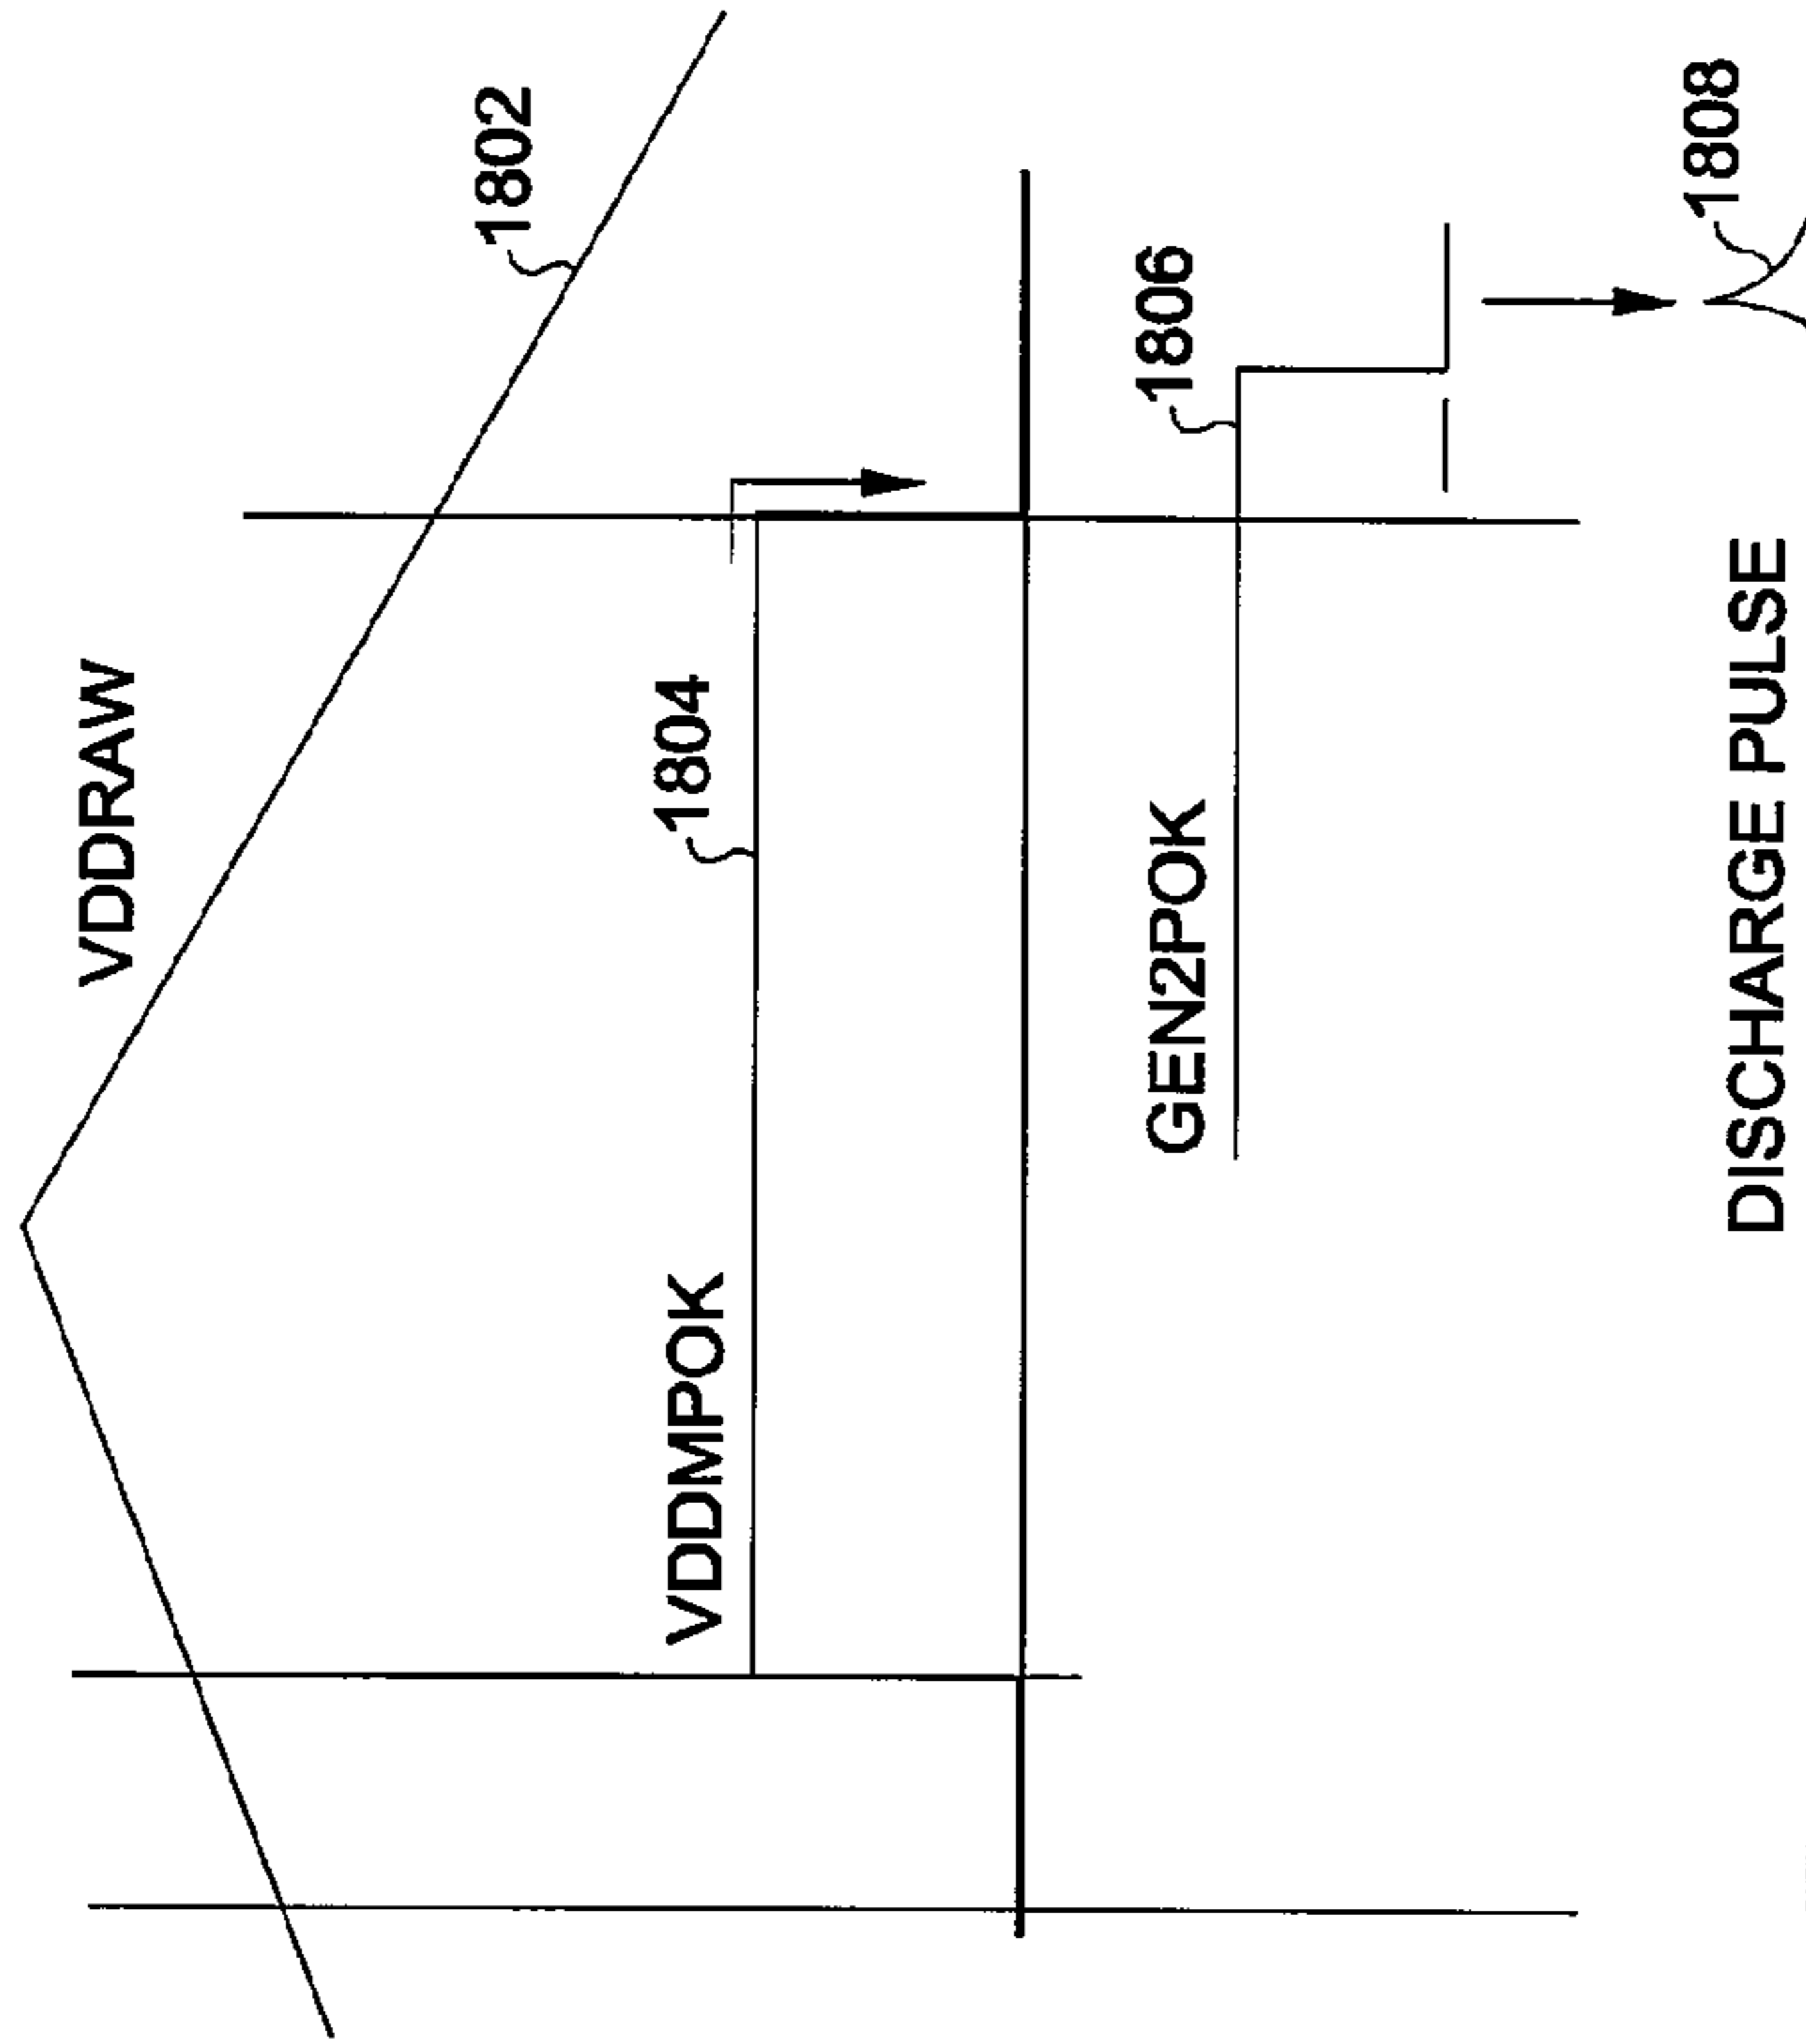 VDDRAW
1802
VDDMPOK
1804
GEN2POK
1806
DISCHARGE PULSE
1808